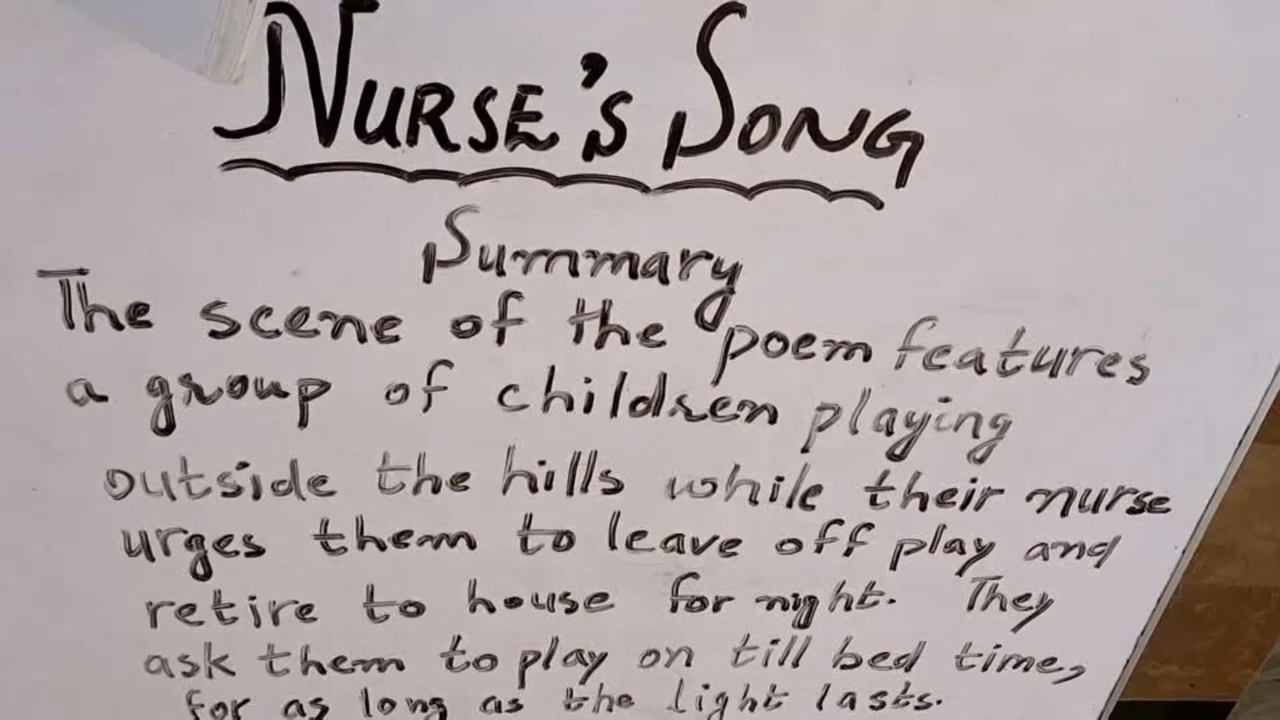 NURSE'S SONG
Summary
The scene of the poem features
a group of children playing
outside the hills while their nurse
urges them to leave off play and
retire to house for night. They
ask them to play on till bed time,
for as long as the light lasts.